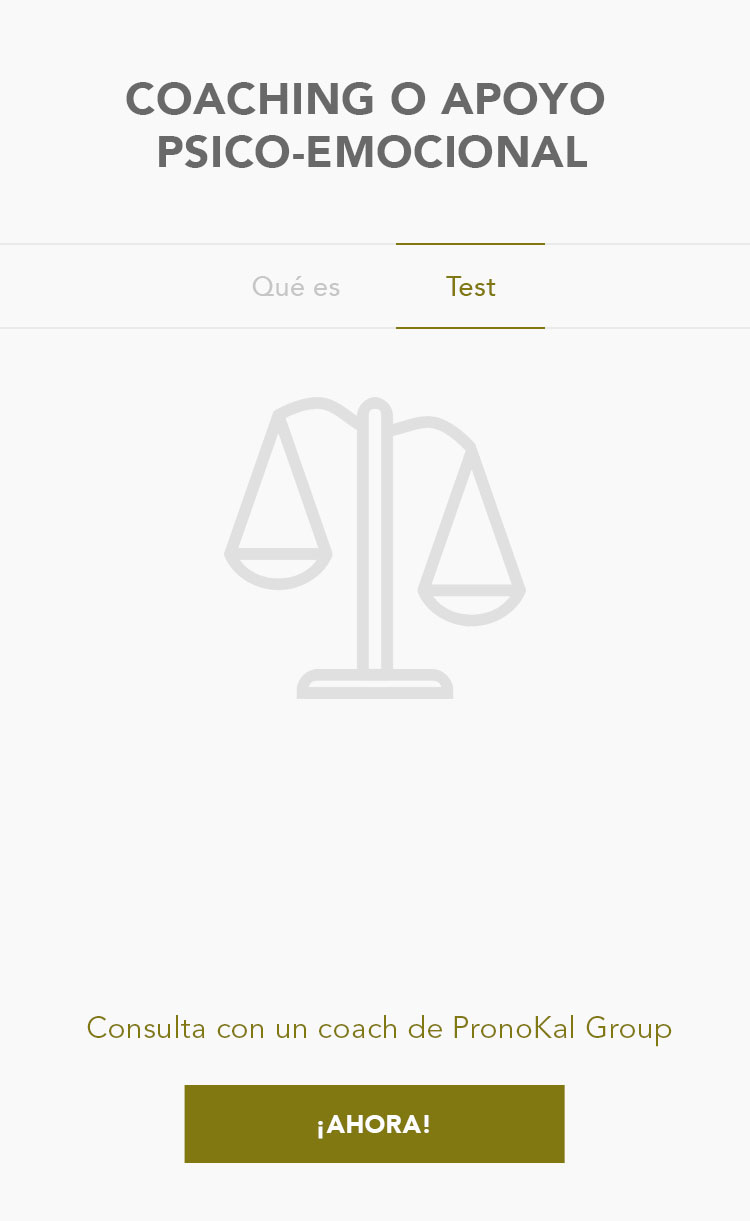 COACHING O APOYO
PSICO-EMOCIONAL
Qué es
Test
Consulta con un coach de PronoKal Group
¡AHORA!